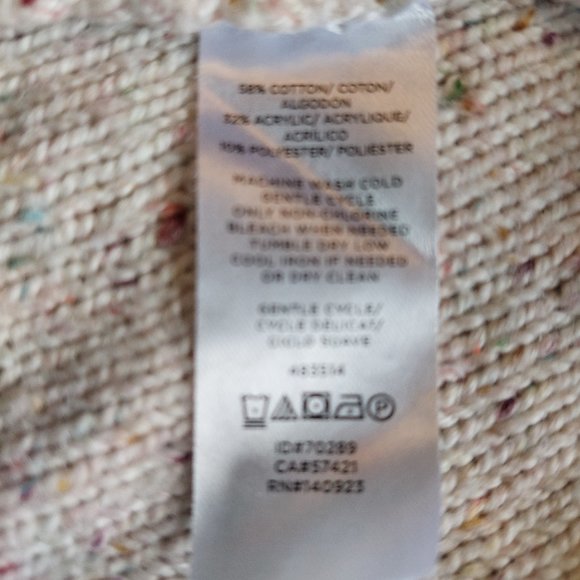 58% COTTON/ COTON/
ALGODÓN
32% ACRYLIC/ ACRYLIQUE/
ACRÍLICO
10% POLYESTER/ POLIESTER
MACHINE WASH COLD
GENTLE CYCLE
ONLY NON-CHLORINE
BLEACH WHEN NEEDED
TUMBLE DRY LOW
COOL IRON IF NEEDED
OR DRY CLEAN
GENTLE CYCLE/
CYCLE DELICAT/
CICLO SUAVE
P
ID#70289
CA#57421
RN#140923